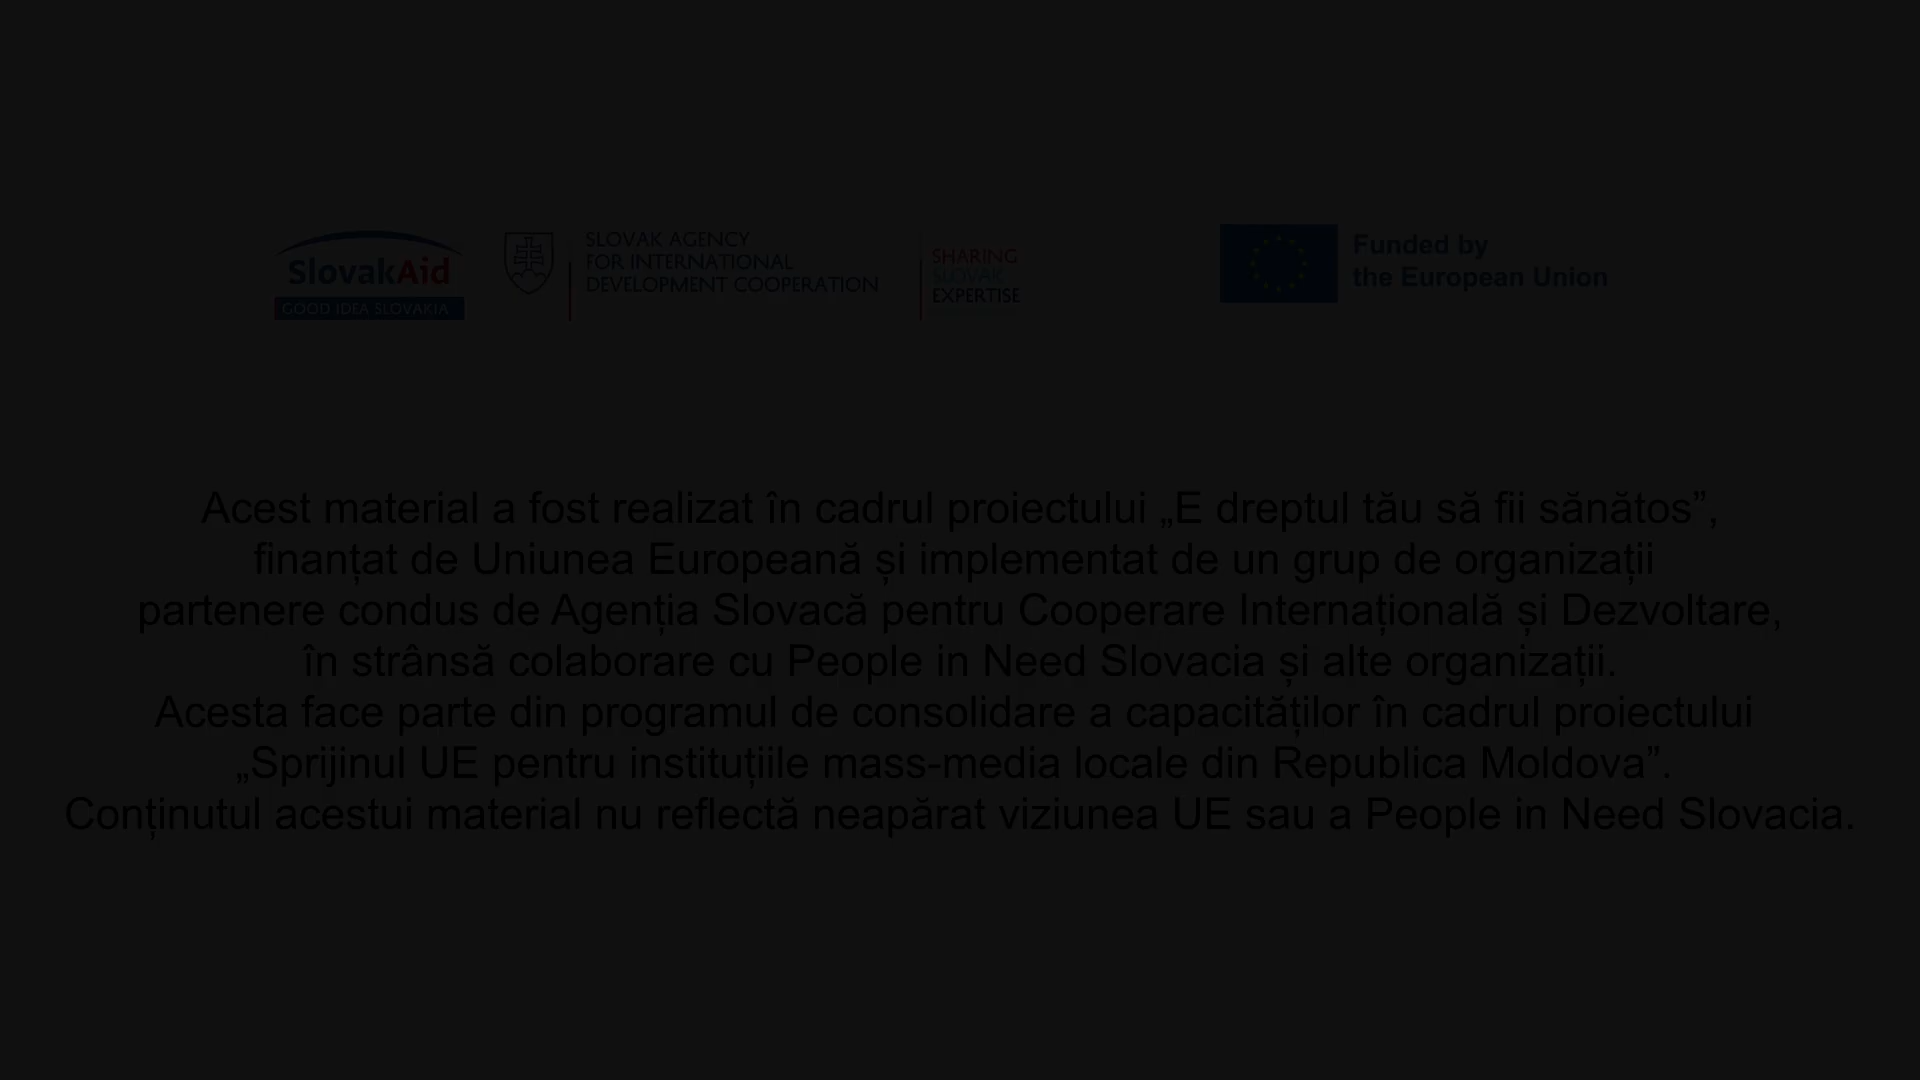 SlovakAid
GOOD IDEA SLOVAKIA
SLOVAK AGENCY
FOR INTERNATIONAL
DEVELOPMENT COOPERATION
SHARING
SLOVAK
EXPERTISE
Funded by
the European Union
Acest material a fost realizat în cadrul proiectului „E dreptul tău să fii sănătos”,
finanțat de Uniunea Europeană și implementat de un grup de organizații
partenere condus de Agenția Slovacă pentru Cooperare Internațională și Dezvoltare,
în strânsă colaborare cu People in Need Slovacia și alte organizații.
Acesta face parte din programul de consolidare a capacităților în cadrul proiectului
„Sprijinul UE pentru instituțiile mass-media locale din Republica Moldova”.
Conținutul acestui material nu reflectă neapărat viziunea UE sau a People in Need Slovacia.